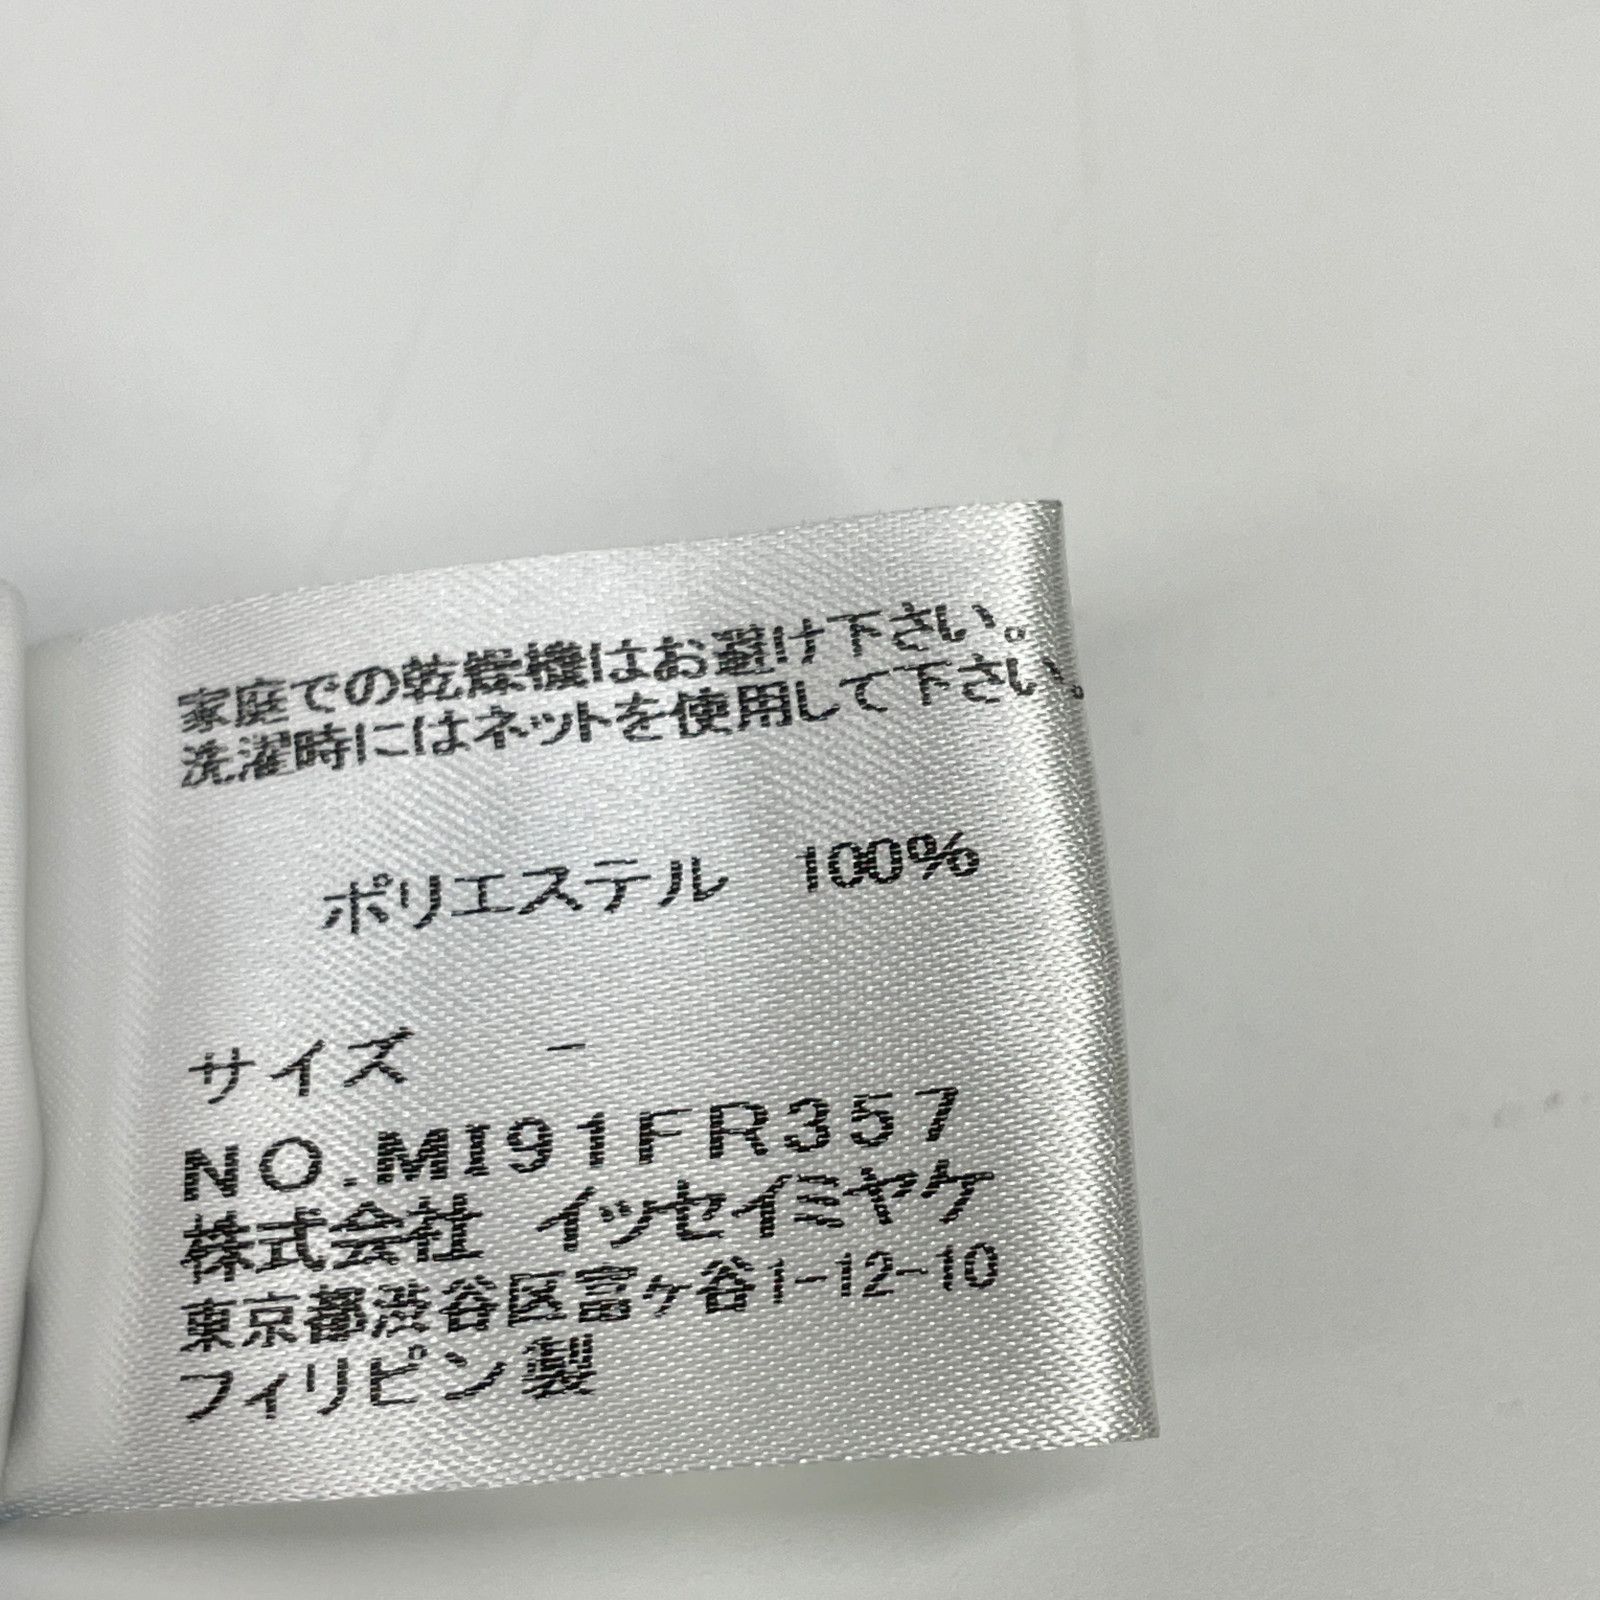 家庭での乾燥機はお避け下さい。
洗濯時にはネットを使用して下さい。
ポリエステル 100%
サイズ -
NO.MI91FR357
株式会社 イッセイミヤケ
東京都渋谷区富ヶ谷1-12-10
フィリピン製